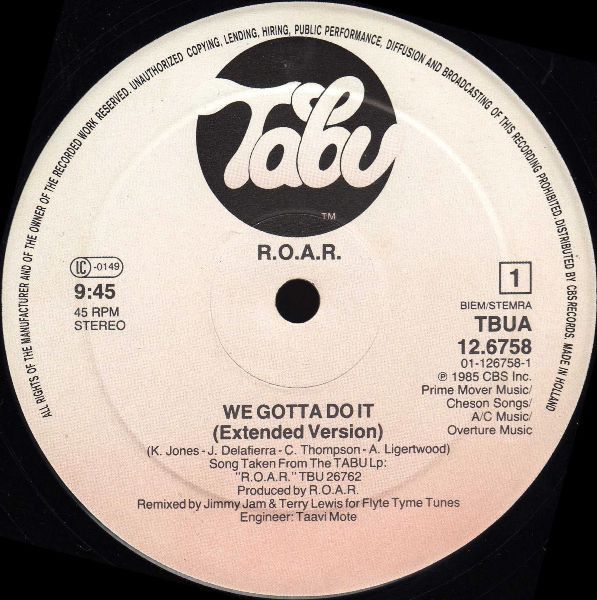 ALL RIGHTS OF THE MANUFACTURER AND OF THE OWNER OF THE RECORDED WORK RESERVED. UNAUTHORIZED COPYING, LENDING, HIRING, PUBLIC PERFORMANCE, DIFFUSION AND BROADCASTING OF THIS RECORDING PROHIBITED. DISTRIBUTED BY CBS RECORDS. MADE IN HOLLAND
Tabu
TM
R.O.A.R.
LC -0149
9:45
45 RPM
STEREO
1
BIEM/STEMRA
TBUA
12.6758
01-126758-1
℗ 1985 CBS Inc.
Prime Mover Music/
Cheson Songs/
A/C Music/
Overture Music
WE GOTTA DO IT
(Extended Version)
(K. Jones - J. Delafierra - C. Thompson - A. Ligertwood)
Song Taken From The TABU Lp:
"R.O.A.R." TBU 26762
Produced by R.O.A.R.
Remixed by Jimmy Jam & Terry Lewis for Flyte Tyme Tunes
Engineer: Taavi Mote